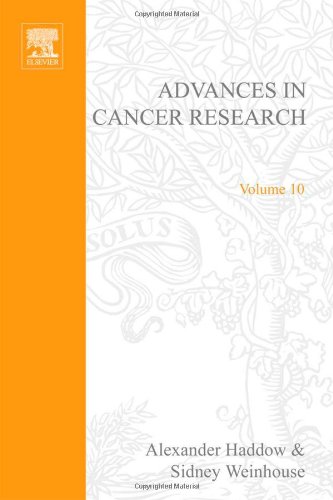 ELSEVIER
ADVANCES IN
CANCER RESEARCH
Volume 10
SOLUS
Alexander Haddow &
Sidney Weinhouse